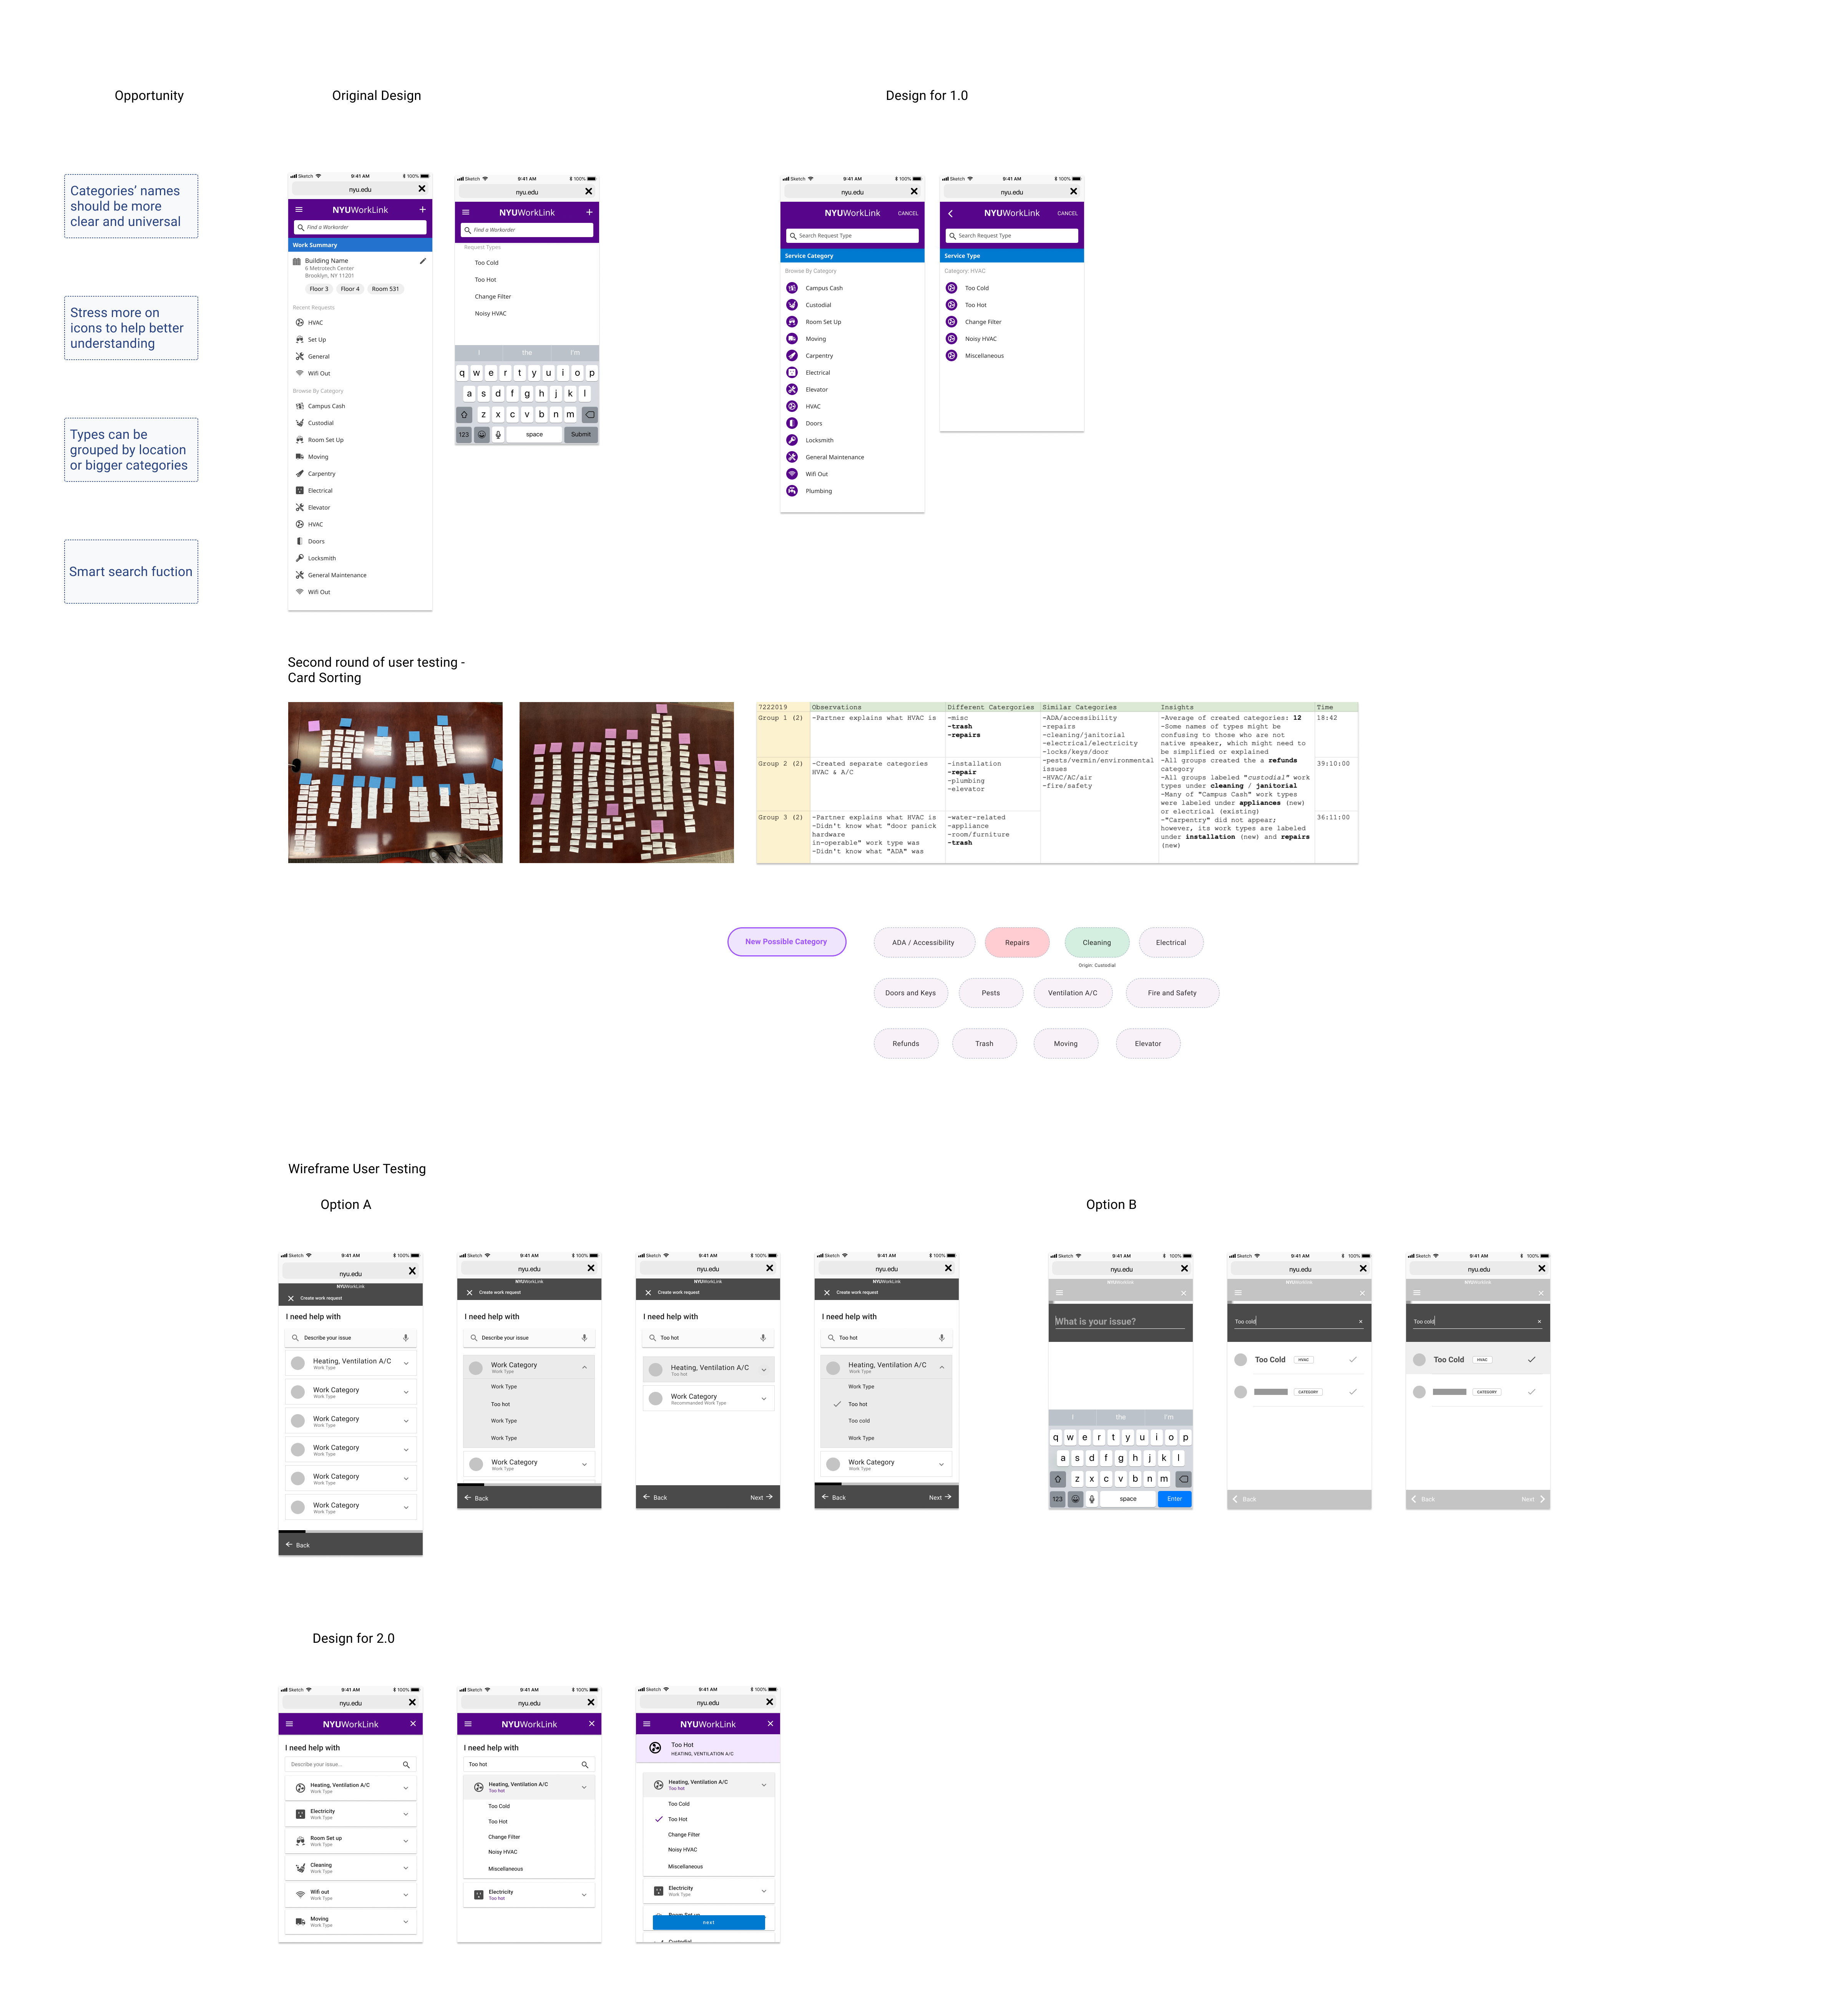 Opportunity
Original Design
Design for 1.0
Categories' names
should be more
clear and universal
Stress more on
icons to help better
understanding
Types can be
grouped by location
or bigger categories
Smart search fuction
Sketch 9:41 AM 100%
nyu.edu
NYUWorkLink
Find a Workorder
Work Summary
Building Name
6 Metrotech Center
Brooklyn, NY 11201
Floor 3 Floor 4 Room 531
Recent Requests
HVAC
Set Up
General
Wifi Out
Browse By Category
Campus Cash
Custodial
Room Set Up
Moving
Carpentry
Electrical
Elevator
HVAC
Doors
Locksmith
General Maintenance
Wifi Out
Sketch 9:41 AM 100%
nyu.edu
NYUWorkLink
Find a Workorder
Request Types
Too Cold
Too Hot
Change Filter
Noisy HVAC
I the I'm
q w e r t y u i o p
a s d f g h j k l
z x c v b n m
123 space Submit
Sketch 9:41 AM 100%
nyu.edu
NYUWorkLink CANCEL
Search Request Type
Service Category
Browse By Category
Campus Cash
Custodial
Room Set Up
Moving
Carpentry
Electrical
Elevator
HVAC
Doors
Locksmith
General Maintenance
Wifi Out
Plumbing
Sketch 9:41 AM 100%
nyu.edu
NYUWorkLink CANCEL
Search Request Type
Service Type
Category: HVAC
Too Cold
Too Hot
Change Filter
Noisy HVAC
Miscellaneous
Second round of user testing -
Card Sorting
7222019 Observations Different Catergories Similar Categories Insights Time
Group 1 (2)
-Partner explains what HVAC is
-misc
-trash
-repairs
Group 2 (2)
-Created separate categories
HVAC & A/C
-installation
-repair
-plumbing
-elevator
Group 3 (2)
-Partner explains what HVAC is
-Didn't know what "door panick
hardware
in-operable" work type was
-Didn't know what "ADA" was
-water-related
-appliance
-room/furniture
-trash
-ADA/accessibility
-repairs
-cleaning/janitorial
-electrical/electricity
-locks/keys/door
-pests/vermin/environmental
issues
-HVAC/AC/air
-fire/safety
-Average of created categories: 12
-Some names of types might be
confusing to those who are not
native speaker, which might need to
be simplified or explained
-All groups created the a refunds
category
-All groups labeled "custodial" work
types under cleaning / janitorial
-Many of "Campus Cash" work types
were labeled under appliances (new)
or electrical (existing)
-"Carpentry" did not appear;
however, its work types are labeled
under installation (new) and repairs
(new)
18:42
39:10:00
36:11:00
New Possible Category
ADA / Accessibility Repairs Cleaning Electrical
Origin: Custodial
Doors and Keys Pests Ventilation A/C Fire and Safety
Refunds Trash Moving Elevator
Wireframe User Testing
Option A
Option B
Sketch 9:41 AM 100%
nyu.edu
NYUWorkLink
Create work request
I need help with
Describe your issue
Heating, Ventilation A/C
Work Type
Work Category
Work Type
Work Category
Work Type
Work Category
Work Type
Work Category
Work Type
Work Category
Work Type
Back
Sketch 9:41 AM 100%
nyu.edu
NYUWorkLink
Create work request
I need help with
Describe your issue
Work Category
Work Type
Work Type
Too hot
Work Type
Work Type
Work Category
Work Type
Back
Sketch 9:41 AM 100%
nyu.edu
NYUWorkLink
Create work request
I need help with
Too hot
Heating, Ventilation A/C
Too hot
Work Category
Recommanded Work Type
Back Next
Sketch 9:41 AM 100%
nyu.edu
NYUWorkLink
Create work request
I need help with
Too hot
Heating, Ventilation A/C
Work Type
Work Type
Too hot
Too cold
Work Type
Work Category
Work Type
Back Next
Sketch 9:41 AM 100%
nyu.edu
NYUWorkLink
What is your issue?
I the I'm
q w e r t y u i o p
a s d f g h j k l
z x c v b n m
123 space Enter
Sketch 9:41 AM 100%
nyu.edu
NYUWorkLink
Too cold
Too Cold HVAC
CATEGORY
Back
Sketch 9:41 AM 100%
nyu.edu
NYUWorkLink
Too cold
Too Cold HVAC
CATEGORY
Back Next
Design for 2.0
Sketch 9:41 AM 100%
nyu.edu
NYUWorkLink
I need help with
Describe your issue...
Heating, Ventilation A/C
Work Type
Electricity
Work Type
Room Set up
Work Type
Cleaning
Work Type
Wifi out
Work Type
Moving
Work Type
Sketch 9:41 AM 100%
nyu.edu
NYUWorkLink
I need help with
Too hot
Heating, Ventilation A/C
Too hot
Too Cold
Too Hot
Change Filter
Noisy HVAC
Miscellaneous
Electricity
Too hot
Sketch 9:41 AM 100%
nyu.edu
NYUWorkLink
Too Hot
HEATING, VENTILATION A/C
Heating, Ventilation A/C
Too hot
Too Cold
Too Hot
Change Filter
Noisy HVAC
Miscellaneous
Electricity
Work Type
Room Set up
next
Custodial